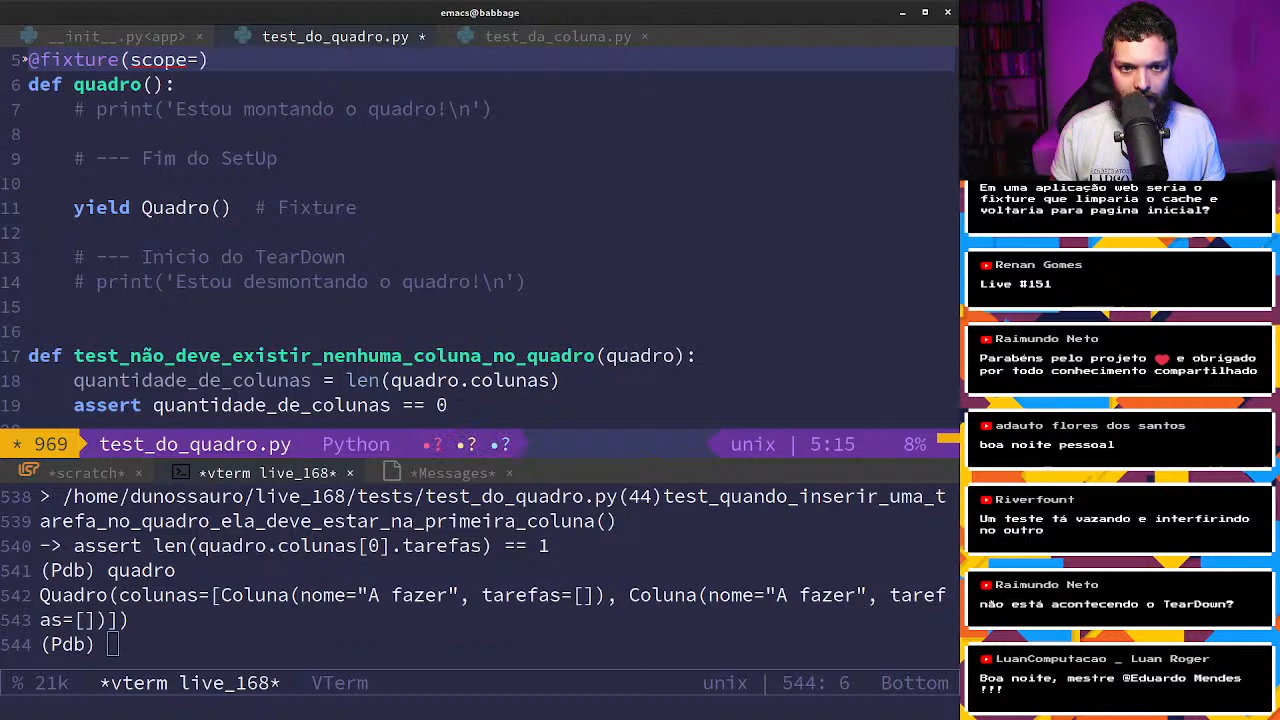 emacs@babbage
__init__.py<app> × test_do_quadro.py * test_da_coluna.py ×
5 @fixture(scope=)
6 def quadro():
7 # print('Estou montando o quadro!\n')
8
9 # --- Fim do SetUp
10
11 yield Quadro() # Fixture
12
13 # --- Inicio do TearDown
14 # print('Estou desmontando o quadro!\n')
15
16
17 def test_não_deve_existir_nenhuma_coluna_no_quadro(quadro):
18 quantidade_de_colunas = len(quadro.colunas)
19 assert quantidade_de_colunas == 0
* 969 test_do_quadro.py Python ·? ·? ·? unix | 5:15 8%
*scratch* × *vterm live_168* × *Messages* ×
538 > /home/dunossauro/live_168/tests/test_do_quadro.py(44)test_quando_inserir_uma_t
539 arefa_no_quadro_ela_deve_estar_na_primeira_coluna()
540 -> assert len(quadro.colunas[0].tarefas) == 1
541 (Pdb) quadro
542 Quadro(colunas=[Coluna(nome="A fazer", tarefas=[]), Coluna(nome="A fazer", taref
543 as=[])])
544 (Pdb)
% 21k *vterm live_168* VTerm unix | 544: 6 Bottom
Em uma aplicação web seria o
fixture que limparia o cache e
voltaria para pagina inicial?
Renan Gomes
Live #151
Raimundo Neto
Parabéns pelo projeto ❤ e obrigado
por todo conhecimento compartilhado
adauto flores dos santos
boa noite pessoal
Riverfount
Um teste tá vazando e interfirindo
no outro
Raimundo Neto
não está acontecendo o TearDown?
LuanComputacao _ Luan Roger
Boa noite, mestre @Eduardo Mendes
!!!